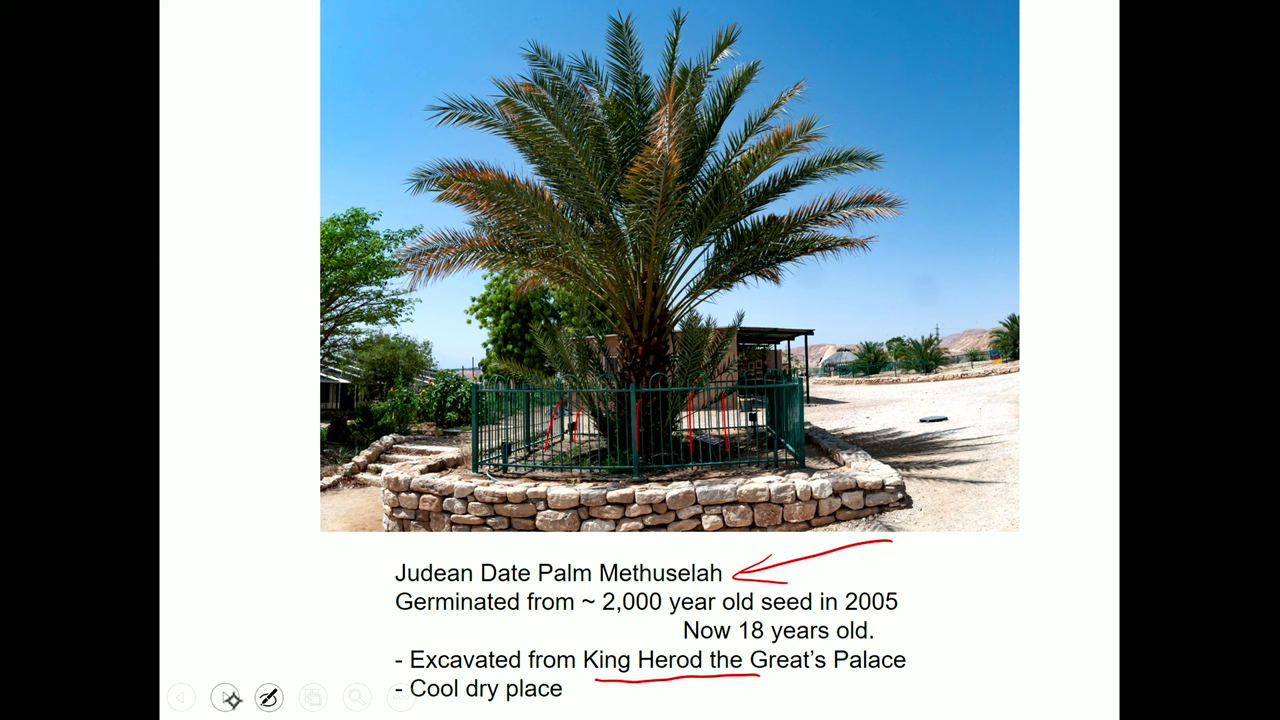 Judean Date Palm Methuselah
Germinated from ~ 2,000 year old seed in 2005
Now 18 years old.
- Excavated from King Herod the Great’s Palace
- Cool dry place